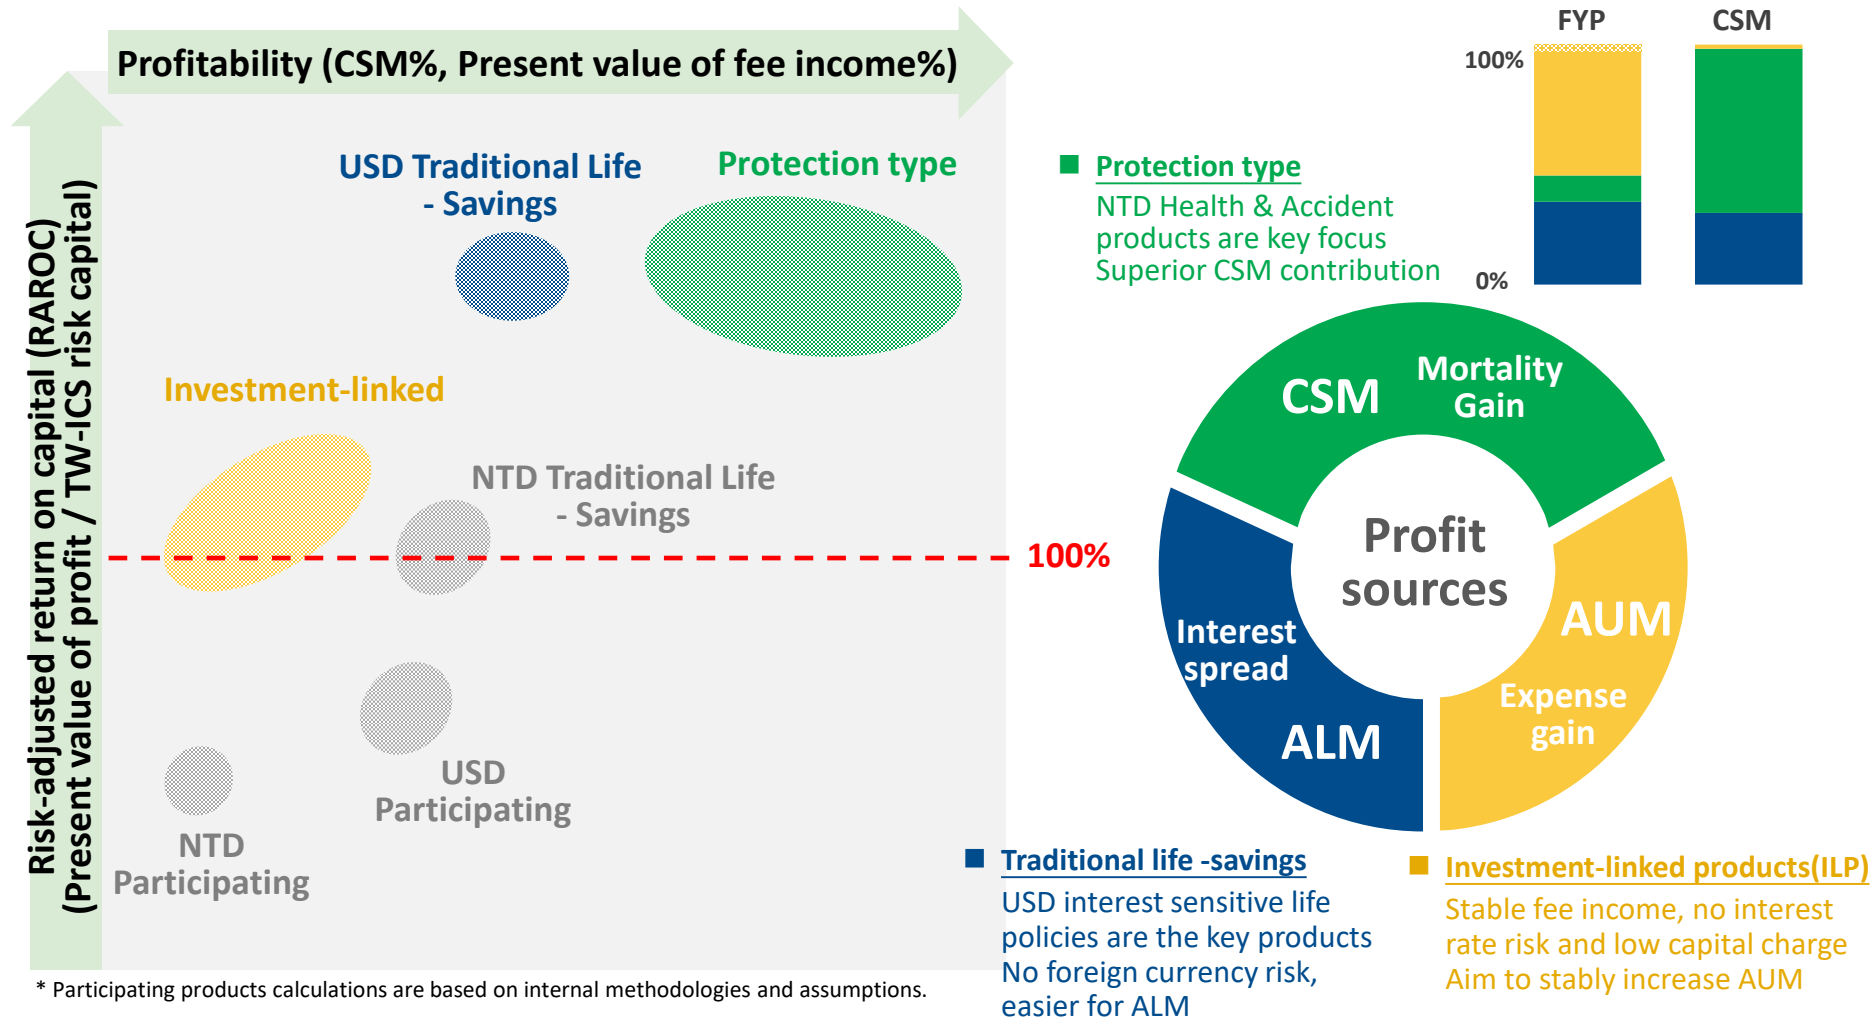 Profitability (CSM%, Present value of fee income%)
Risk-adjusted return on capital (RAROC)
(Present value of profit / TW-ICS risk capital)
USD Traditional Life
- Savings
Protection type
Investment-linked
NTD Traditional Life
- Savings
100%
USD
Participating
NTD
Participating
* Participating products calculations are based on internal methodologies and assumptions.
FYP
CSM
100%
0%
■ Protection type
NTD Health & Accident
products are key focus
Superior CSM contribution
CSM
Mortality
Gain
Profit
sources
Interest
spread
ALM
AUM
Expense
gain
■ Traditional life -savings
USD interest sensitive life
policies are the key products
No foreign currency risk,
easier for ALM
■ Investment-linked products(ILP)
Stable fee income, no interest
rate risk and low capital charge
Aim to stably increase AUM